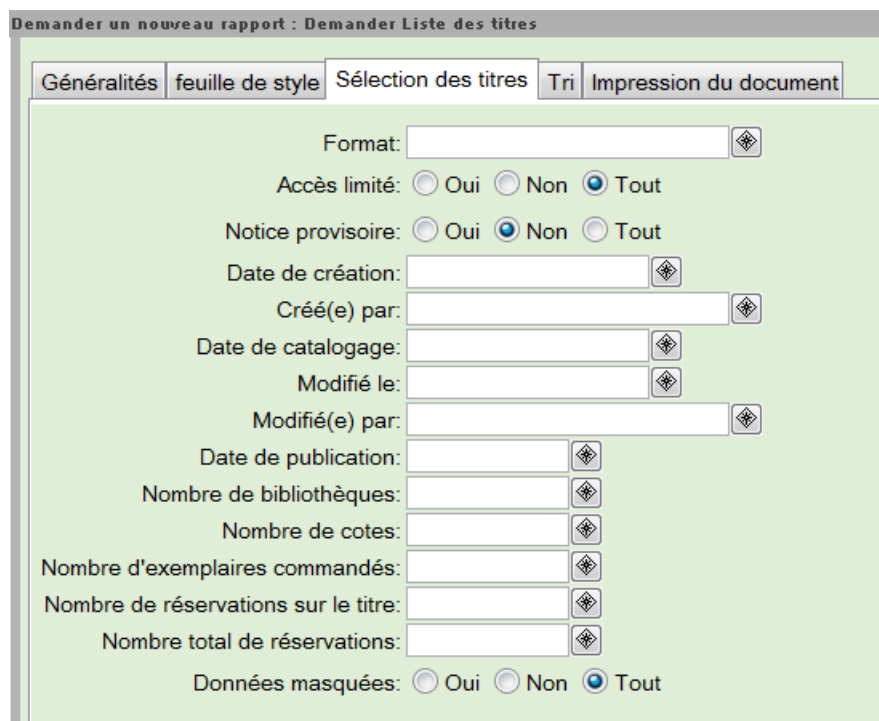 Demander un nouveau rapport : Demander Liste des titres
Généralités feuille de style Sélection des titres Tri Impression du document
Format:
Accès limité: Oui Non Tout
Notice provisoire: Oui Non Tout
Date de création:
Créé(e) par:
Date de catalogage:
Modifié le:
Modifié(e) par:
Date de publication:
Nombre de bibliothèques:
Nombre de cotes:
Nombre d'exemplaires commandés:
Nombre de réservations sur le titre:
Nombre total de réservations:
Données masquées: Oui Non Tout